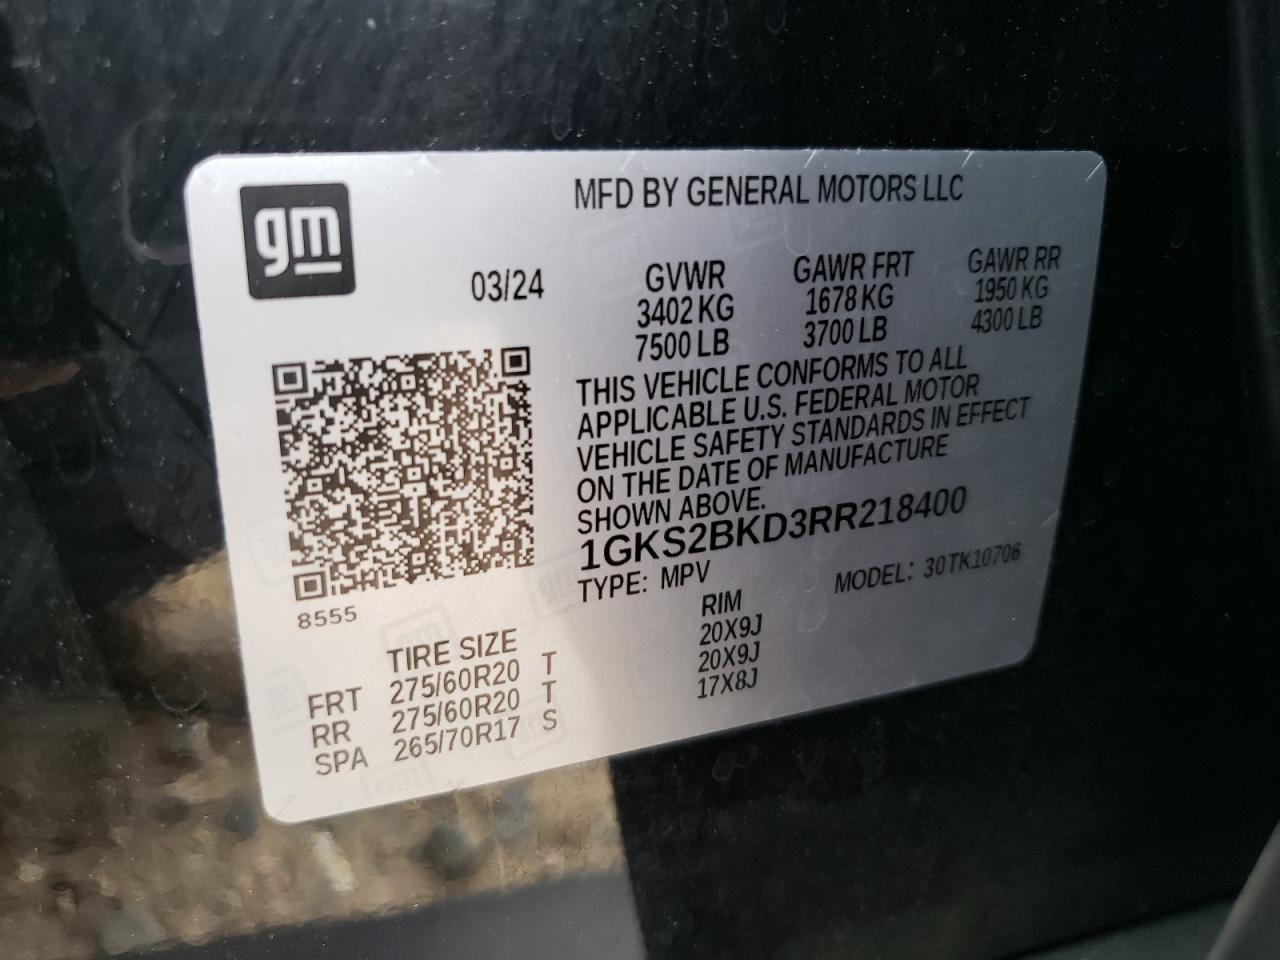 gm
MFD BY GENERAL MOTORS LLC
03/24
GVWR GAWR FRT GAWR RR
3402 KG 1678 KG 1950 KG
7500 LB 3700 LB 4300 LB
THIS VEHICLE CONFORMS TO ALL
APPLICABLE U.S. FEDERAL MOTOR
VEHICLE SAFETY STANDARDS IN EFFECT
ON THE DATE OF MANUFACTURE
SHOWN ABOVE.
1GKS2BKD3RR218400
TYPE: MPV MODEL: 30TK10706
8555
TIRE SIZE RIM
FRT 275/60R20 T 20X9J
RR 275/60R20 T 20X9J
SPA 265/70R17 S 17X8J